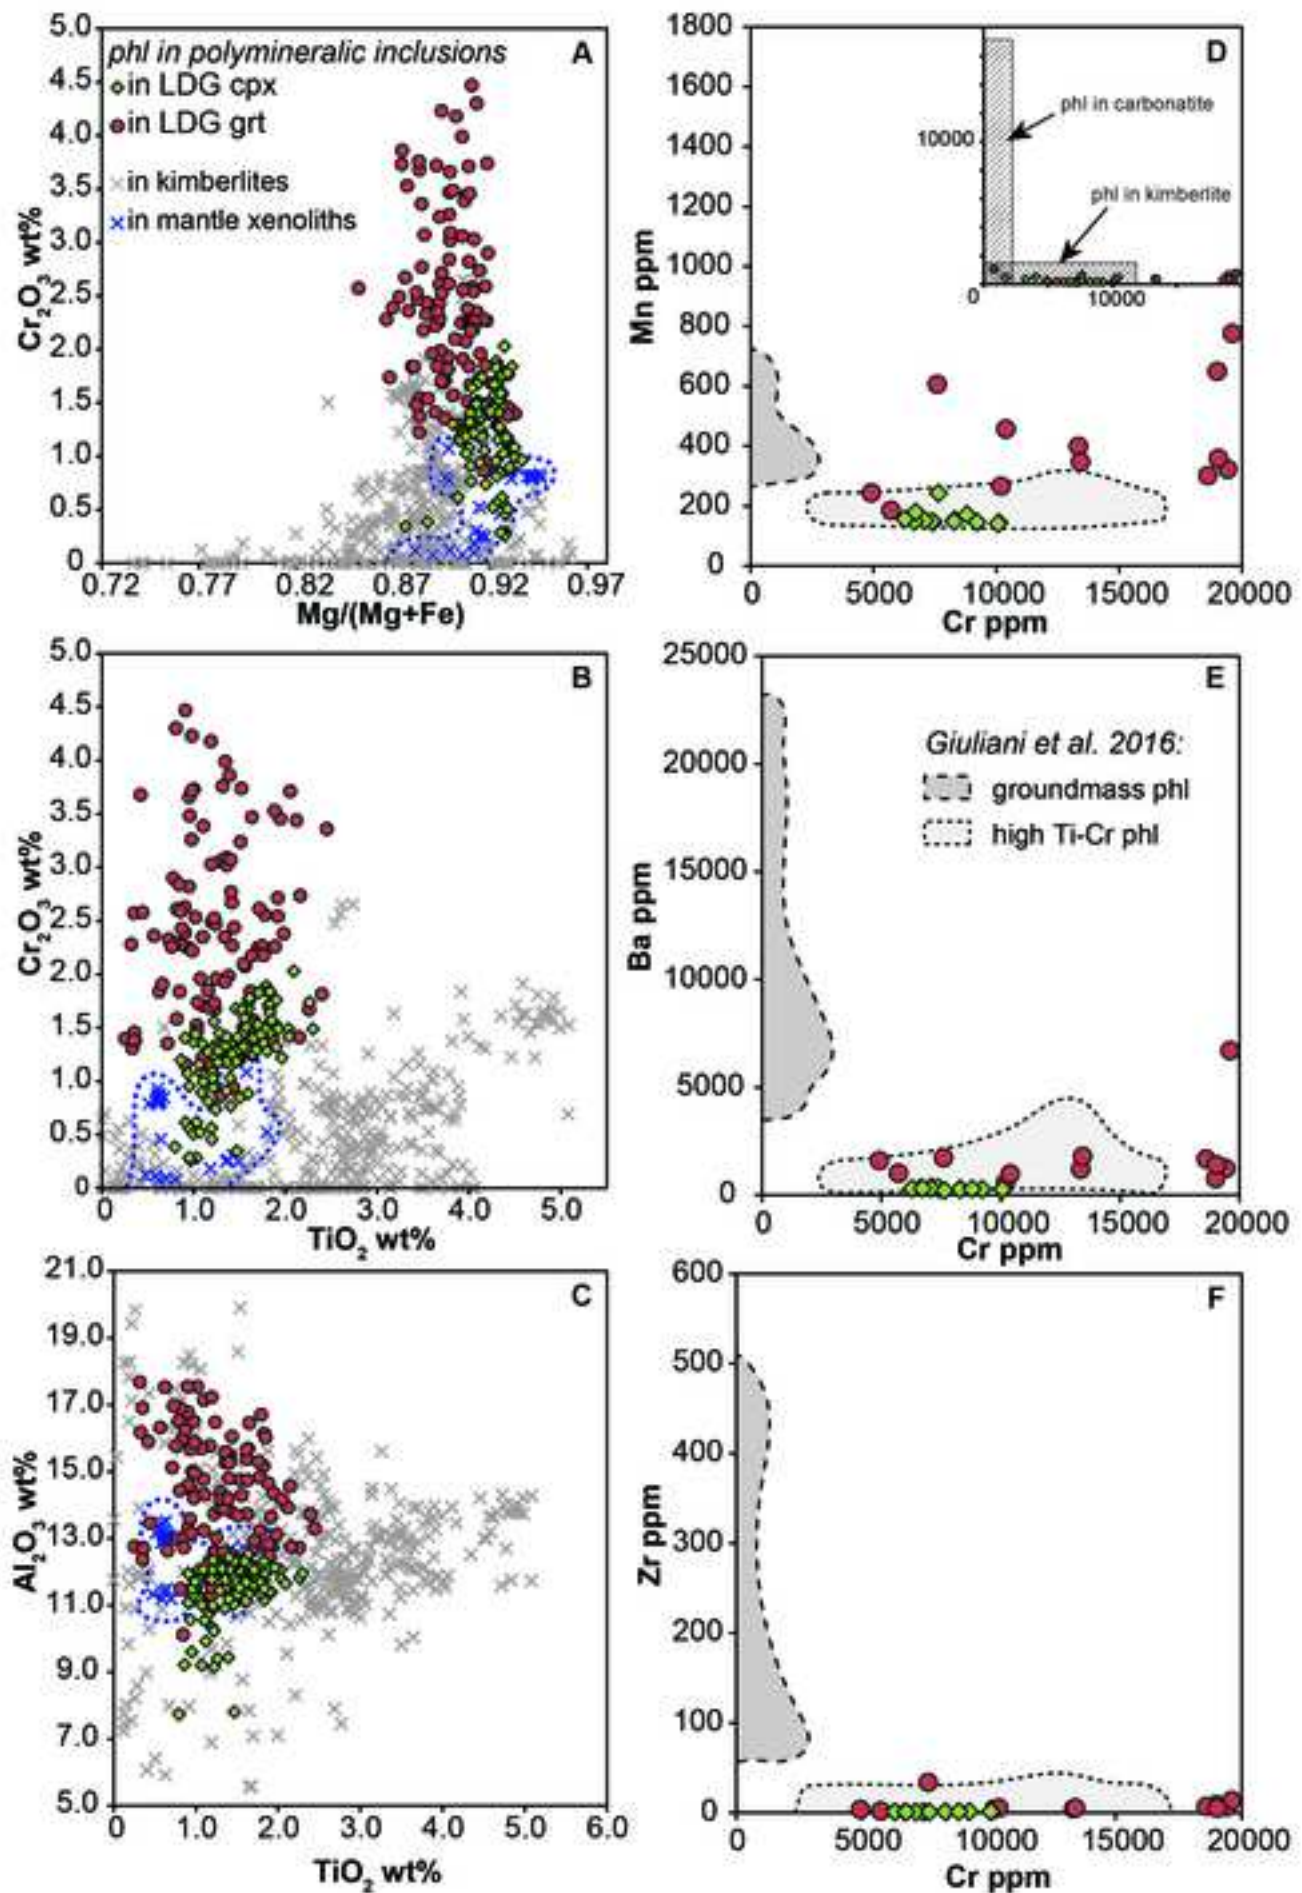 5.0
4.5
4.0
3.5
3.0
2.5
2.0
1.5
1.0
0.5
0
Cr2O3 wt%
phl in polymineralic inclusions
A
in LDG cpx
in LDG grt
in kimberlites
in mantle xenoliths
0.72 0.77 0.82 0.87 0.92 0.97
Mg/(Mg+Fe)
1800
1600
1400
1200
1000
800
600
400
200
0
Mn ppm
D
phl in carbonatite
10000
phl in kimberlite
0 10000
0 5000 10000 15000 20000
Cr ppm
5.0
4.5
4.0
3.5
3.0
2.5
2.0
1.5
1.0
0.5
0
Cr2O3 wt%
B
0 1.0 2.0 3.0 4.0 5.0
TiO2 wt%
25000
20000
15000
10000
5000
0
Ba ppm
E
Giuliani et al. 2016:
groundmass phl
high Ti-Cr phl
0 5000 10000 15000 20000
Cr ppm
21.0
19.0
17.0
15.0
13.0
11.0
9.0
7.0
5.0
Al2O3 wt%
C
0 1.0 2.0 3.0 4.0 5.0 6.0
TiO2 wt%
600
500
400
300
200
100
0
Zr ppm
F
0 5000 10000 15000 20000
Cr ppm